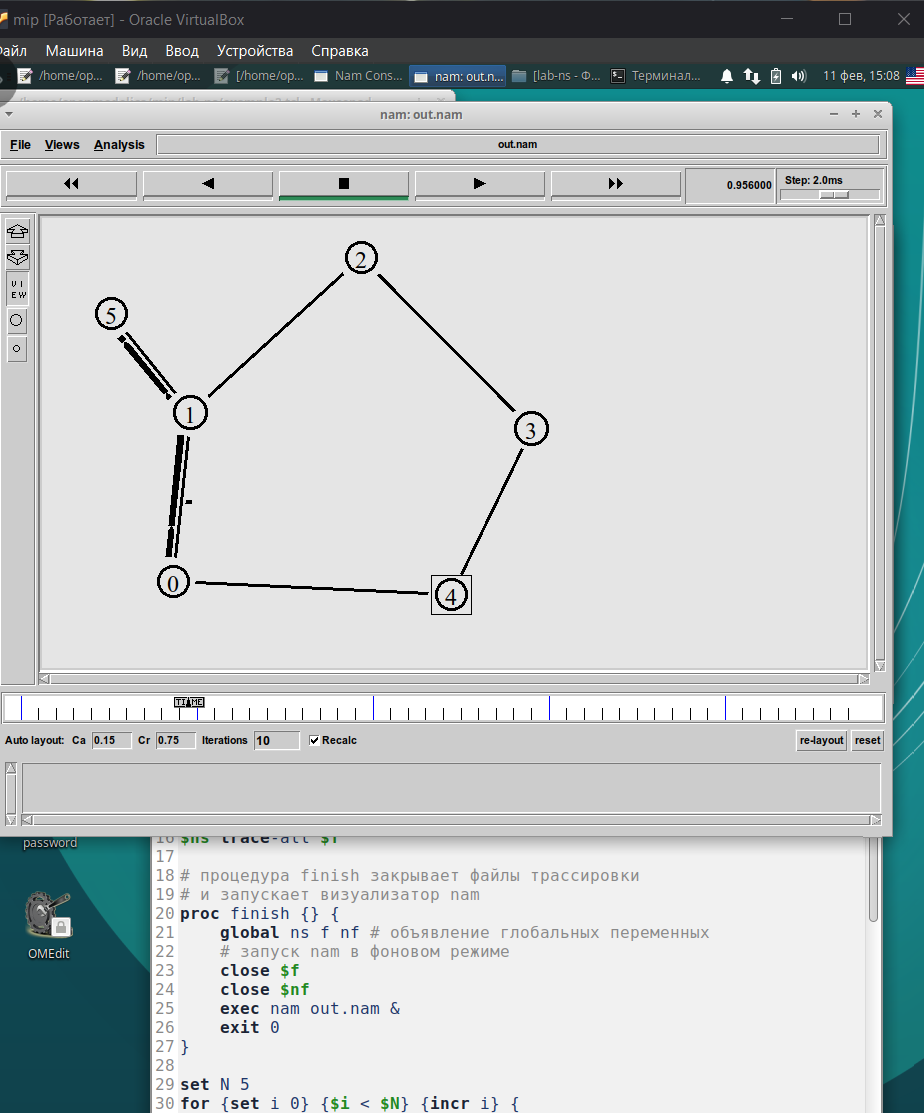 mip [Работает] - Oracle VirtualBox
Файл Машина Вид Ввод Устройства Справка
/home/op... /home/op... [/home/op... Nam Cons... nam: out.n... [lab-ns - Ф... Терминал... 11 фев, 15:08
nam: out.nam
File Views Analysis out.nam
0.956000 Step: 2.0ms
VI
EW
2
5
1
3
0
4
TIME
Auto layout: Ca 0.15 Cr 0.75 Iterations 10 Recalc re-layout reset
password
OMEdit
16 $ns trace-all $f
17
18 # процедура finish закрывает файлы трассировки
19 # и запускает визуализатор nam
20 proc finish {} {
21 global ns f nf # объявление глобальных переменных
22 # запуск nam в фоновом режиме
23 close $f
24 close $nf
25 exec nam out.nam &
26 exit 0
27 }
28
29 set N 5
30 for {set i 0} {$i < $N} {incr i} {